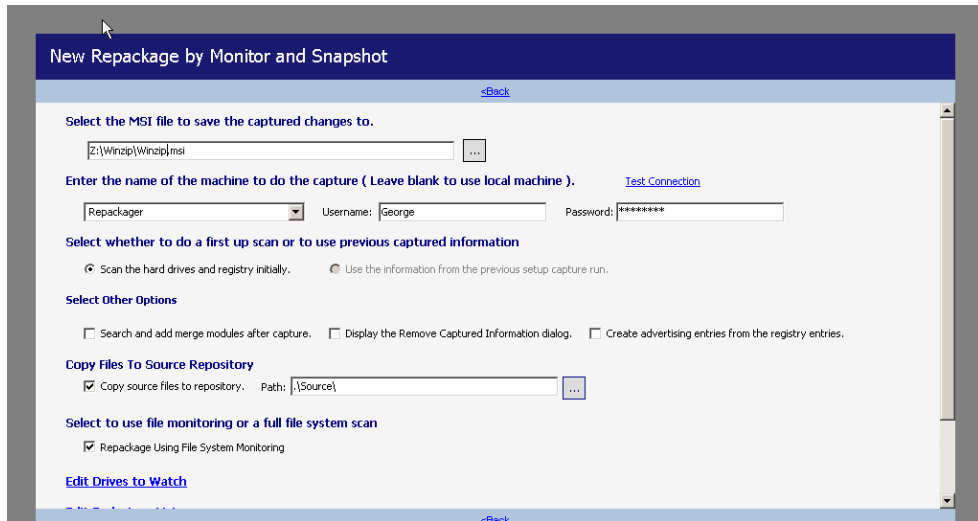 New Repackage by Monitor and Snapshot
<Back
Select the MSI file to save the captured changes to.
Z:\Winzip\Winzip.msi
...
Enter the name of the machine to do the capture ( Leave blank to use local machine ).
Test Connection
Repackager
Username: George
Password: ********
Select whether to do a first up scan or to use previous captured information
Scan the hard drives and registry initially.
Use the information from the previous setup capture run.
Select Other Options
Search and add merge modules after capture.
Display the Remove Captured Information dialog.
Create advertising entries from the registry entries.
Copy Files To Source Repository
Copy source files to repository.
Path: .\Source\
...
Select to use file monitoring or a full file system scan
Repackage Using File System Monitoring
Edit Drives to Watch
<Back